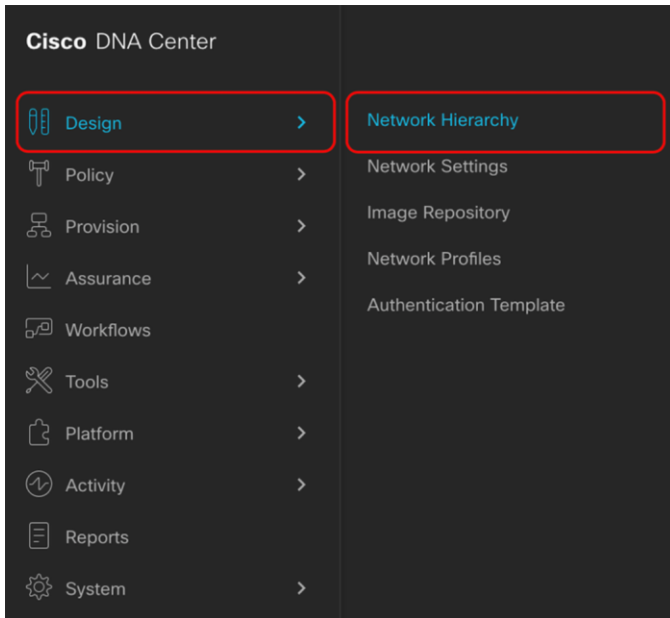 Cisco DNA Center
Design
Policy
Provision
Assurance
Workflows
Tools
Platform
Activity
Reports
System
Network Hierarchy
Network Settings
Image Repository
Network Profiles
Authentication Template